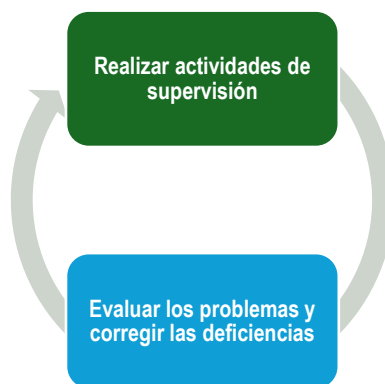 Realizar actividades de
supervisión
Evaluar los problemas y
corregir las deficiencias